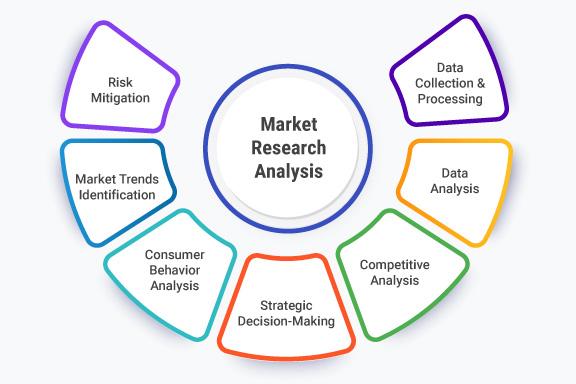 Market
Research
Analysis
Risk
Mitigation
Market Trends
Identification
Consumer
Behavior
Analysis
Strategic
Decision-Making
Competitive
Analysis
Data
Analysis
Data
Collection &
Processing